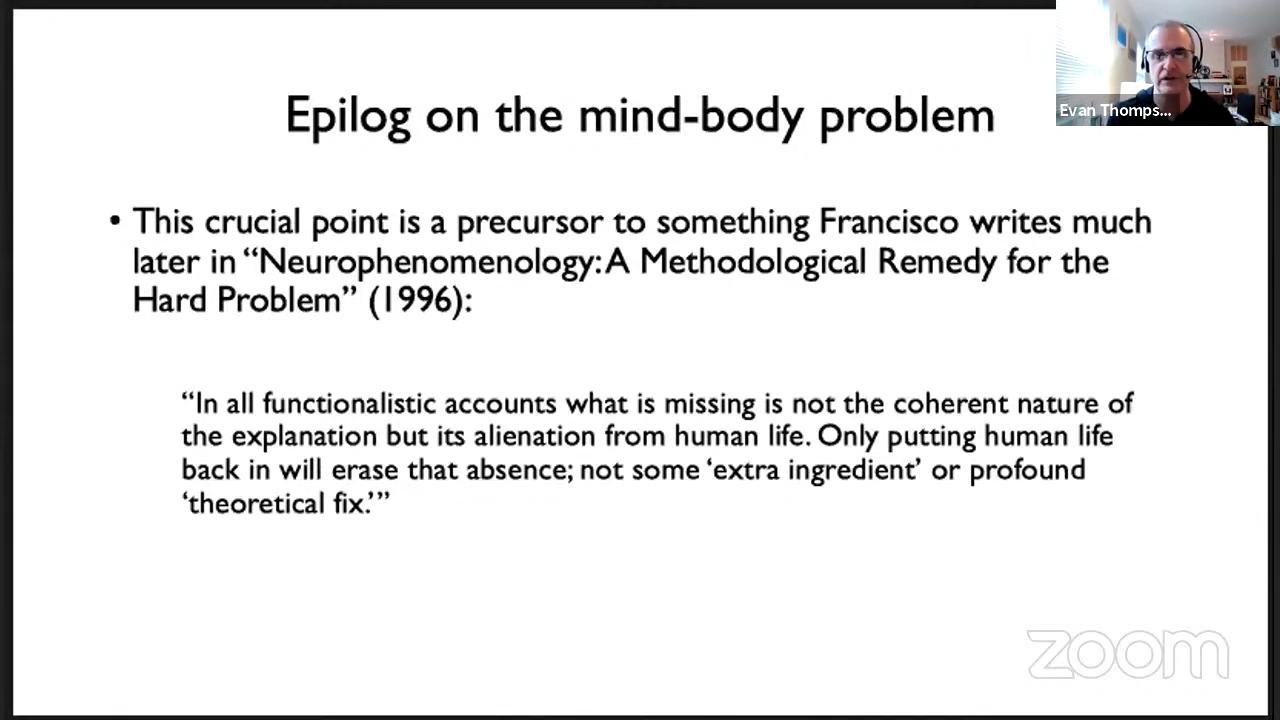 Epilog on the mind-body problem
Evan Thomps...
• This crucial point is a precursor to something Francisco writes much
later in “Neurophenomenology: A Methodological Remedy for the
Hard Problem” (1996):
“In all functionalistic accounts what is missing is not the coherent nature of
the explanation but its alienation from human life. Only putting human life
back in will erase that absence; not some ‘extra ingredient’ or profound
‘theoretical fix.’”
zoom